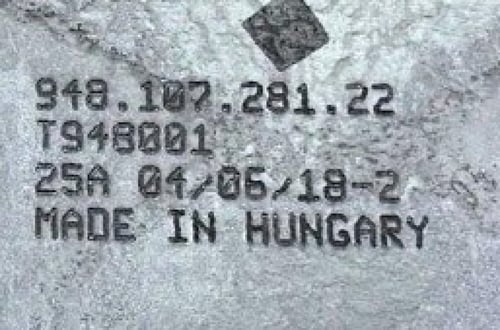 948.107.281.22
T948001
25A 04/06/18-2
MADE IN HUNGARY